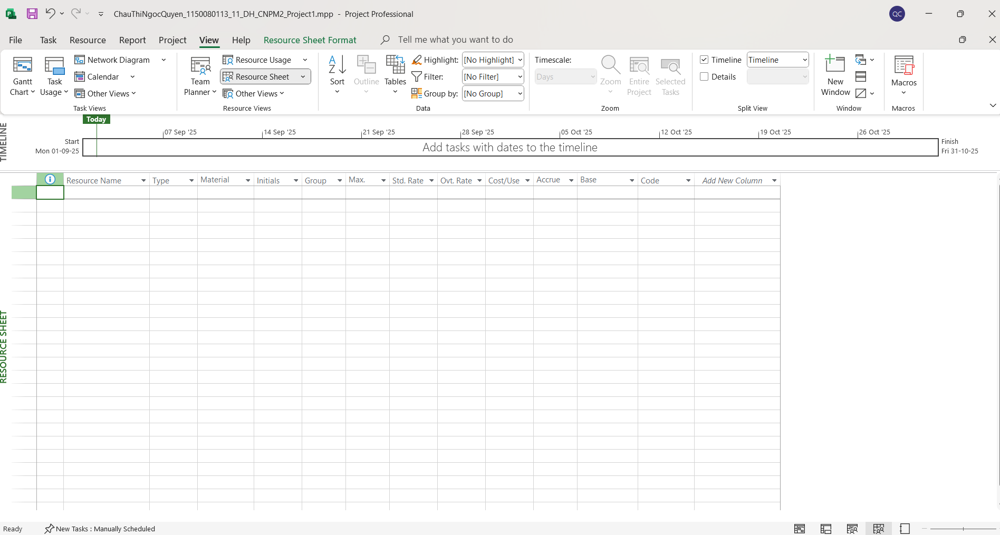 ChauThiNgocQuyen_1150080113_11_DH_CNPM2_Project1.mpp - Project Professional
QC
File Task Resource Report Project View Help Resource Sheet Format Tell me what you want to do
Gantt Chart
Task Usage
Network Diagram
Calendar
Other Views
Task Views
Team Planner
Resource Usage
Resource Sheet
Other Views
Resource Views
Sort
Outline
Tables
Highlight: [No Highlight]
Filter: [No Filter]
Group by: [No Group]
Data
Timescale:
Days
Zoom
Entire Project
Selected Tasks
Zoom
Timeline Timeline
Details
Split View
New Window
Window
Macros
Macros
Today
TIMELINE
07 Sep '25 14 Sep '25 21 Sep '25 28 Sep '25 05 Oct '25 12 Oct '25 19 Oct '25 26 Oct '25
Start
Mon 01-09-25
Add tasks with dates to the timeline
Finish
Fri 31-10-25
Resource Name Type Material Initials Group Max. Std. Rate Ovt. Rate Cost/Use Accrue Base Code Add New Column
RESOURCE SHEET
Ready New Tasks : Manually Scheduled